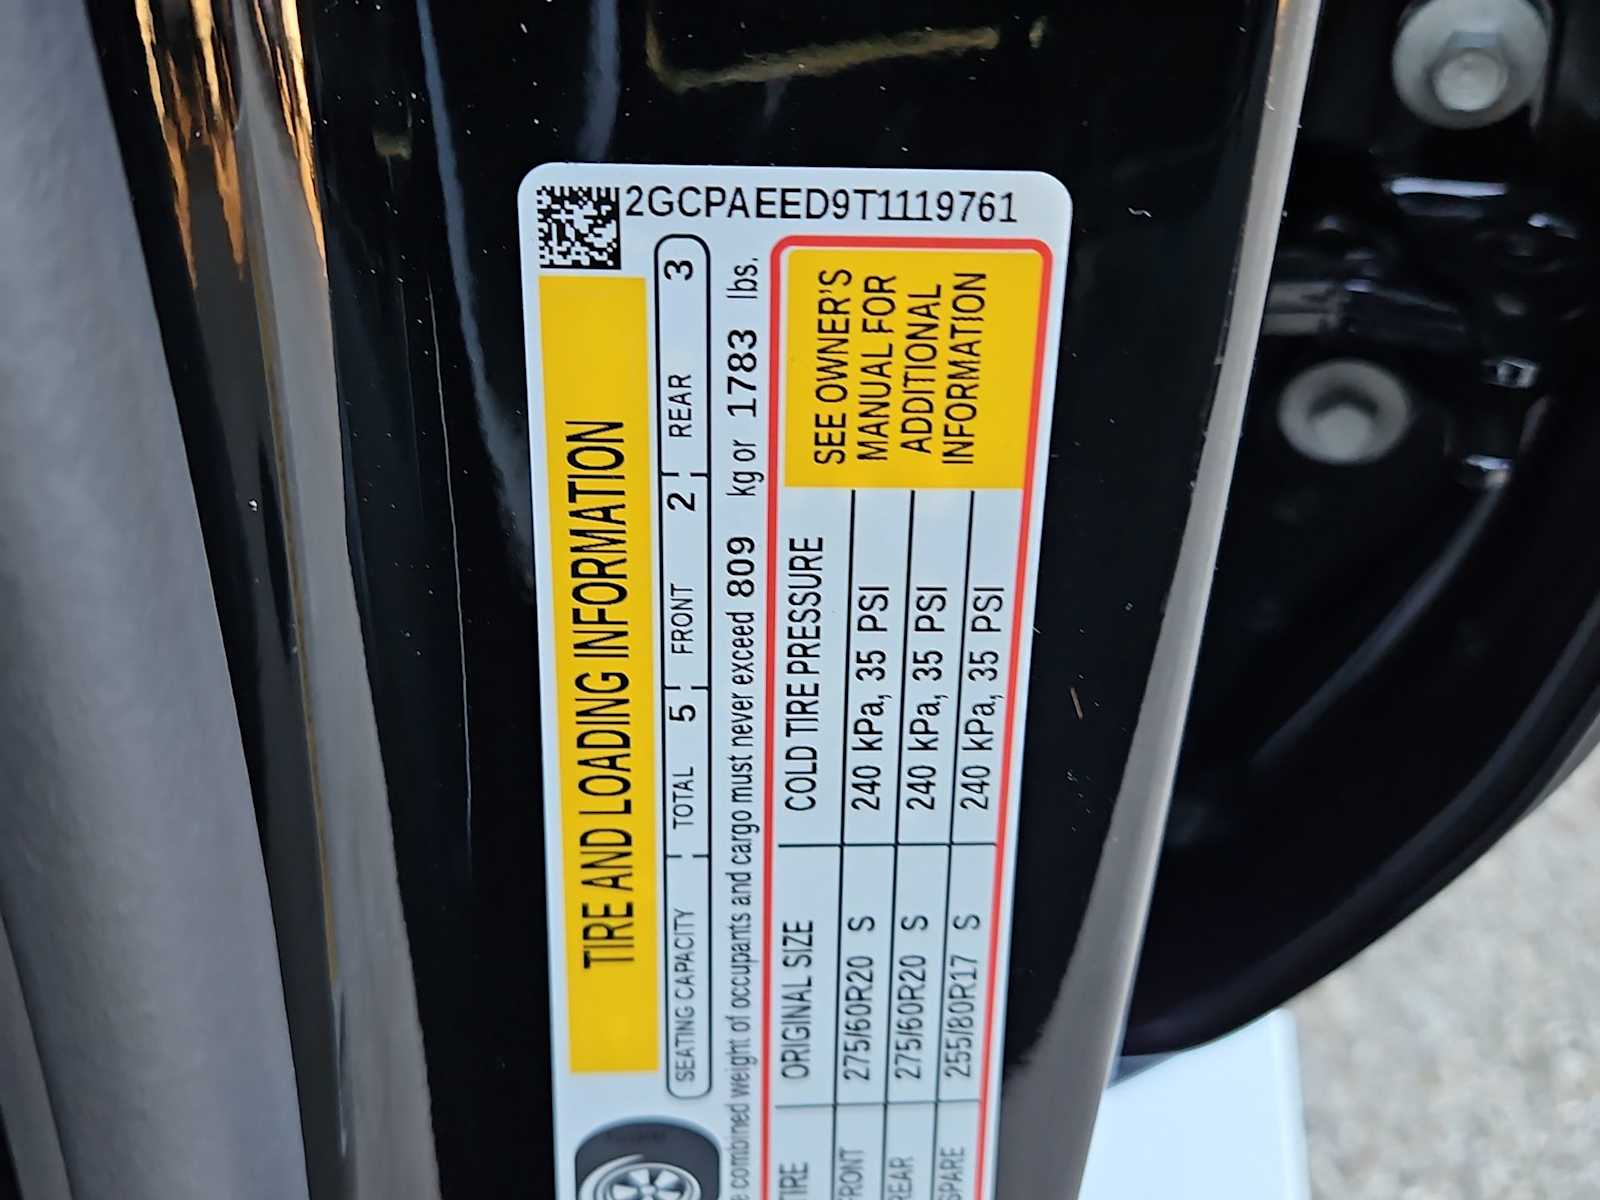 2GCPAEED9T1119761
TIRE AND LOADING INFORMATION
SEATING CAPACITY TOTAL 5 FRONT 2 REAR 3
combined weight of occupants and cargo must never exceed 809 kg or 1783 lbs.
TIRE ORIGINAL SIZE COLD TIRE PRESSURE
FRONT 275/60R20 S 240 kPa, 35 PSI
REAR 275/60R20 S 240 kPa, 35 PSI
SPARE 255/80R17 S 240 kPa, 35 PSI
SEE OWNER'S
MANUAL FOR
ADDITIONAL
INFORMATION